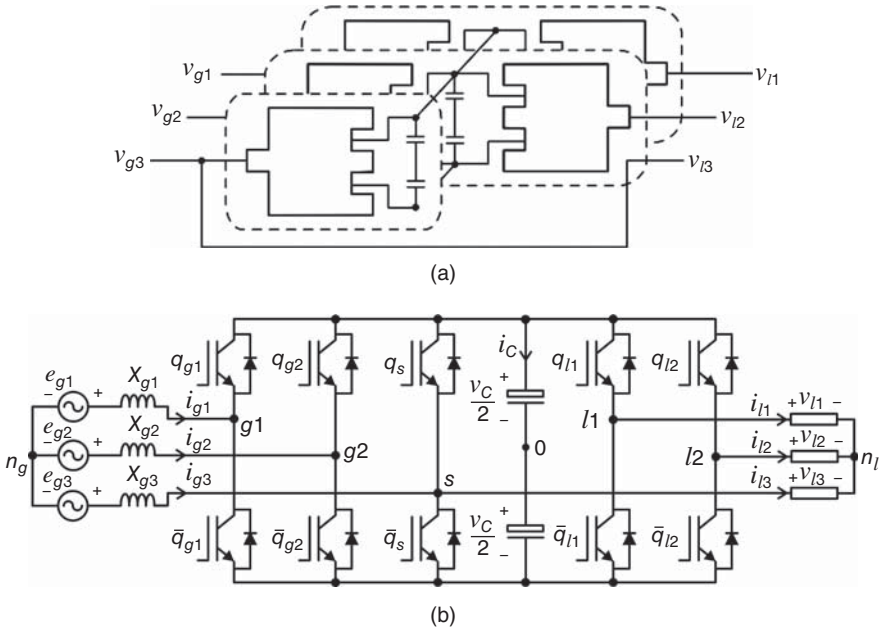 v_g1
v_g2
v_g3
v_l1
v_l2
v_l3
(a)
q_g1 q_g2 q_s i_C q_l1 q_l2
v_C/2 + −
e_g1 − + X_g1 i_g1 g1 l1 i_l1 + v_l1 −
e_g2 − + X_g2 i_g2 g2 0 l2 i_l2 + v_l2 −
n_g n_l
e_g3 − + X_g3 i_g3 s i_l3 + v_l3 −
q̄_g1 q̄_g2 q̄_s v_C/2 + − q̄_l1 q̄_l2
(b)